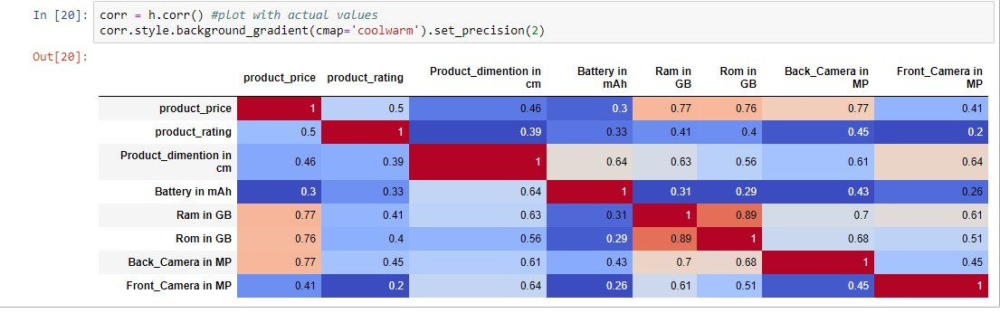 In [20]: corr = h.corr() #plot with actual values
corr.style.background_gradient(cmap='coolwarm').set_precision(2)
Out[20]:
product_price product_rating Product_dimention in cm Battery in mAh Ram in GB Rom in GB Back_Camera in MP Front_Camera in MP
product_price 1 0.5 0.46 0.3 0.77 0.76 0.77 0.41
product_rating 0.5 1 0.39 0.33 0.41 0.4 0.45 0.2
Product_dimention in cm 0.46 0.39 1 0.64 0.63 0.56 0.61 0.64
Battery in mAh 0.3 0.33 0.64 1 0.31 0.29 0.43 0.26
Ram in GB 0.77 0.41 0.63 0.31 1 0.89 0.7 0.61
Rom in GB 0.76 0.4 0.56 0.29 0.89 1 0.68 0.51
Back_Camera in MP 0.77 0.45 0.61 0.43 0.7 0.68 1 0.45
Front_Camera in MP 0.41 0.2 0.64 0.26 0.61 0.51 0.45 1